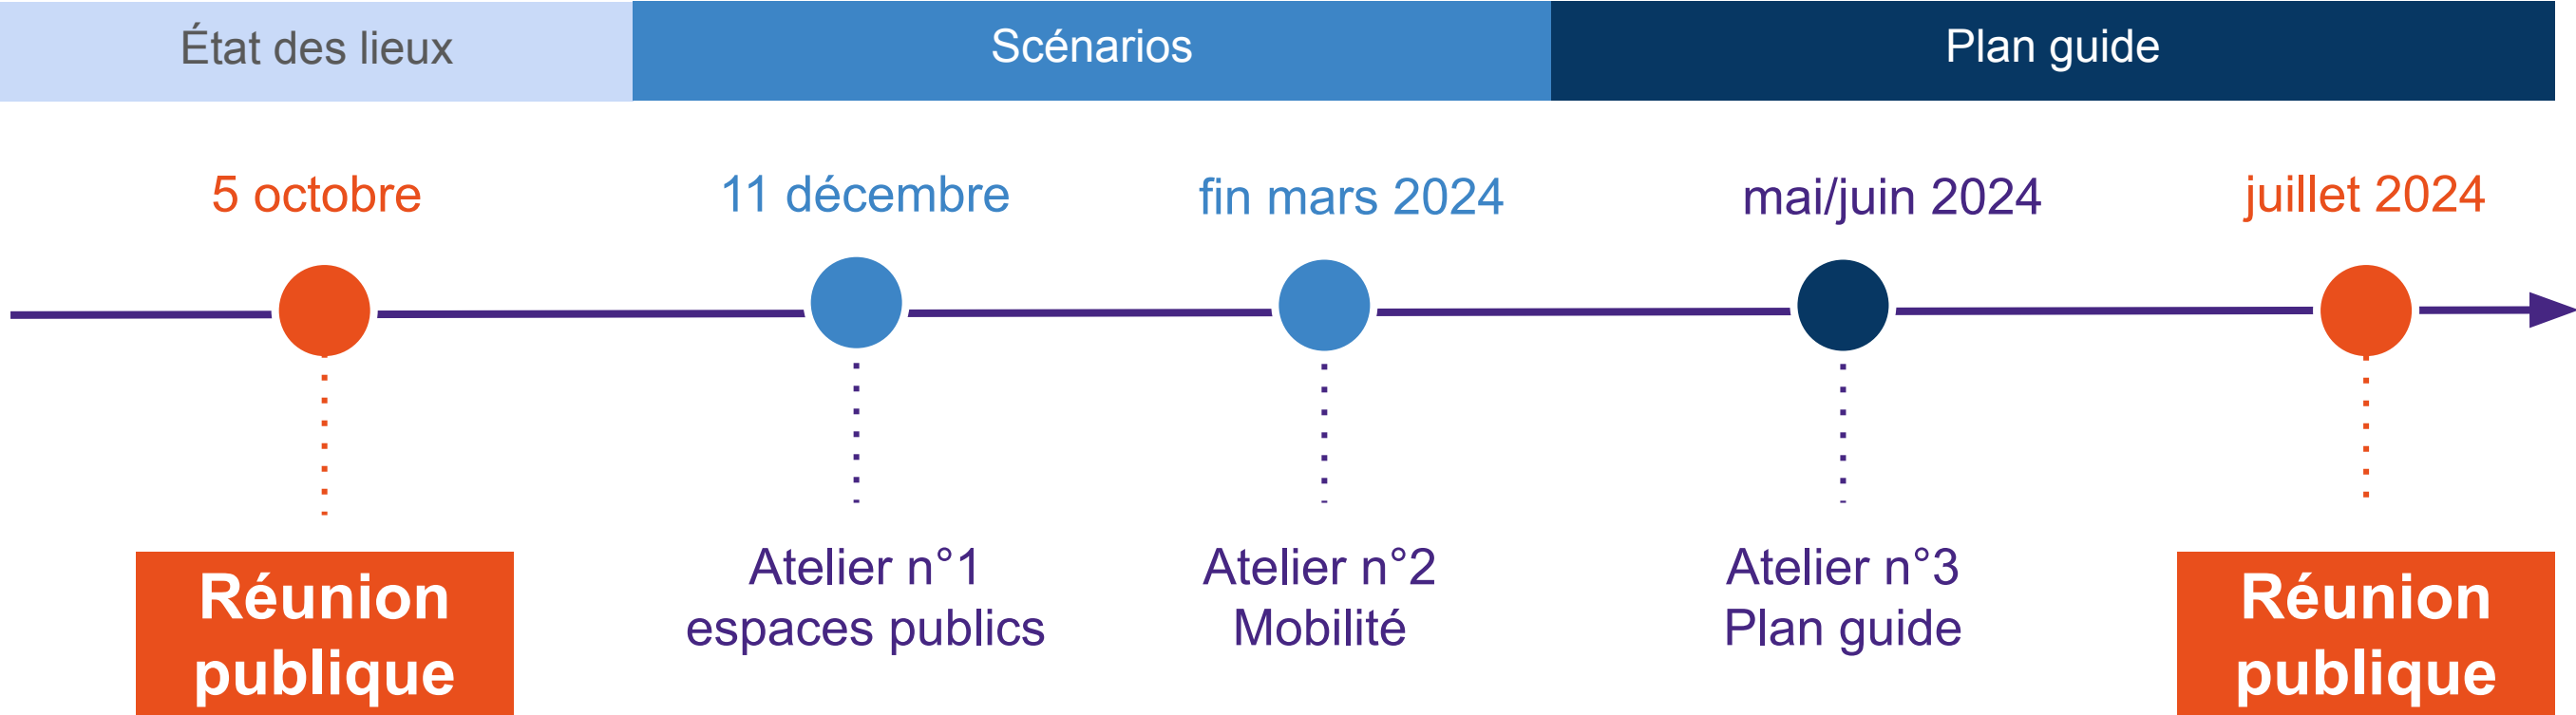 État des lieux
Scénarios
Plan guide
5 octobre
11 décembre
fin mars 2024
mai/juin 2024
juillet 2024
Réunion
publique
Atelier n°1
espaces publics
Atelier n°2
Mobilité
Atelier n°3
Plan guide
Réunion
publique